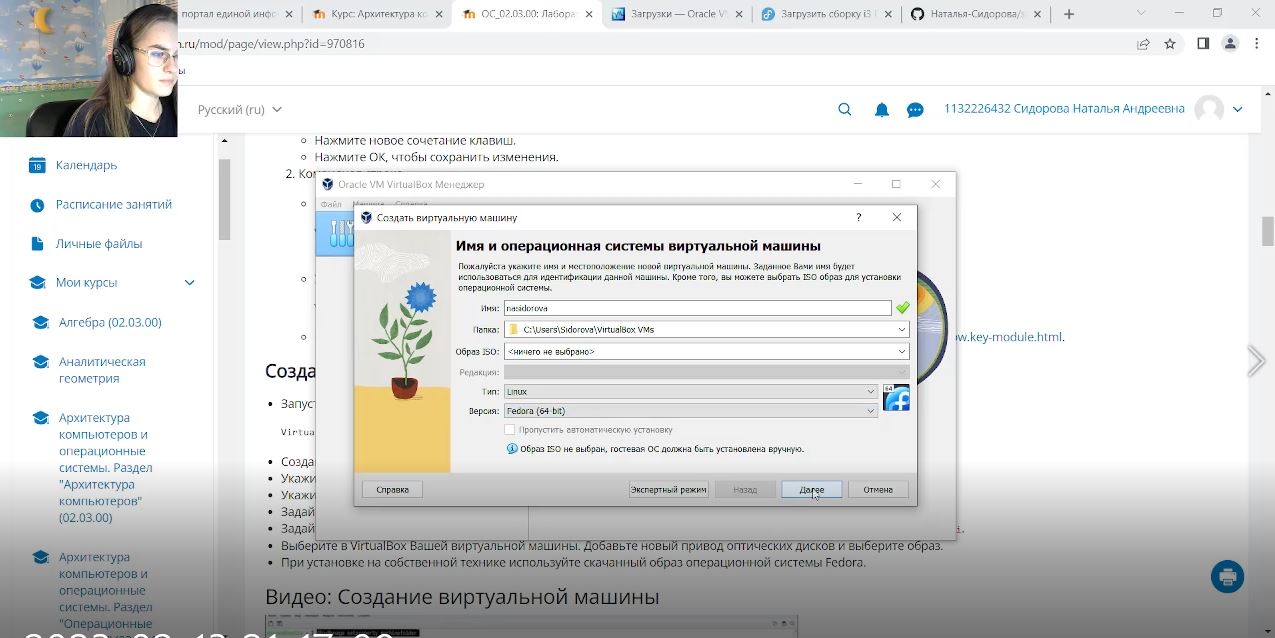 портал единой инфо
Курс: Архитектура ко
ОС_02.03.00: Лабора
Загрузки — Oracle V
Загрузить сборку i3
Наталья-Сидорова/
n.ru/mod/page/view.php?id=970816
Русский (ru)
1132226432 Сидорова Наталья Андреевна
Календарь
Расписание занятий
Личные файлы
Мои курсы
Алгебра (02.03.00)
Аналитическая
геометрия
Архитектура
компьютеров и
операционные
системы. Раздел
"Архитектура
компьютеров"
(02.03.00)
Архитектура
компьютеров и
операционные
системы. Раздел
"Операционные
Нажмите новое сочетание клавиш.
Нажмите ОК, чтобы сохранить изменения.
2.
Oracle VM VirtualBox Менеджер
Файл Машина Справка
Создать виртуальную машину
Имя и операционная системы виртуальной машины
Пожалуйста укажите имя и местоположение новой виртуальной машины. Заданное Вами имя будет
использоваться для идентификации данной машины. Кроме того, вы можете выбрать ISO образ для установки
операционной системы.
Имя: nasidorova
Папка: C:\Users\Sidorova\VirtualBox VMs
Образ ISO: <ничего не выбрано>
Редакция:
Тип: Linux
Версия: Fedora (64-bit)
64
Пропустить автоматическую установку
Образ ISO не выбран, гостевая ОС должна быть установлена вручную.
Справка
Экспертный режим
Назад
Далее
Отмена
ow.key-module.html.
Созда
Запуст
Virtua
Созда
Укажи
Укажи
Задай
Задай
i.
Выберите в VirtualBox Вашей виртуальной машины. Добавьте новый привод оптических дисков и выберите образ.
При установке на собственной технике используйте скачанный образ операционной системы Fedora.
Видео: Создание виртуальной машины